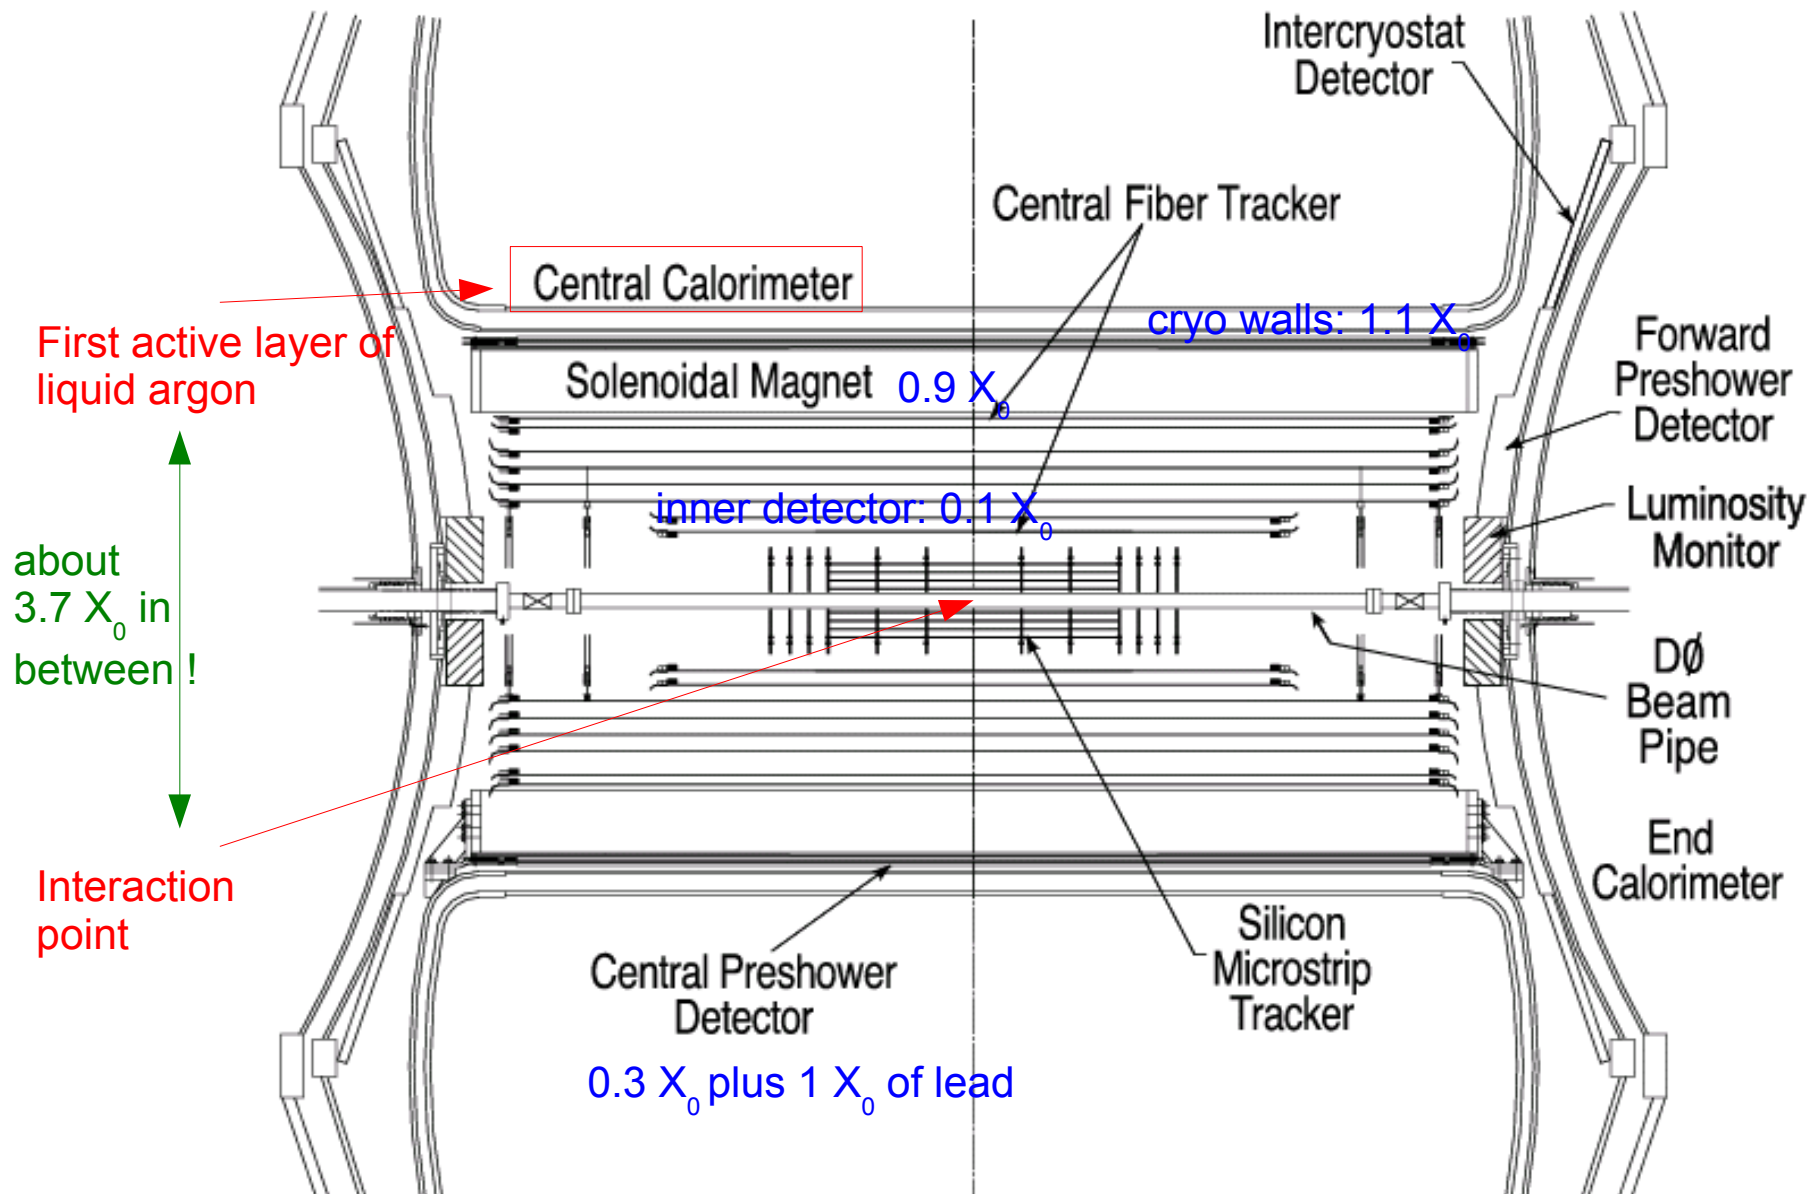 Intercryostat
Detector
Central Fiber Tracker
Central Calorimeter
cryo walls: 1.1 X0
First active layer of
liquid argon
Solenoidal Magnet 0.9 X0
Forward
Preshower
Detector
inner detector: 0.1 X0
Luminosity
Monitor
about
3.7 X0 in
between !
DØ
Beam
Pipe
End
Calorimeter
Interaction
point
Silicon
Microstrip
Tracker
Central Preshower
Detector
0.3 X0 plus 1 X0 of lead